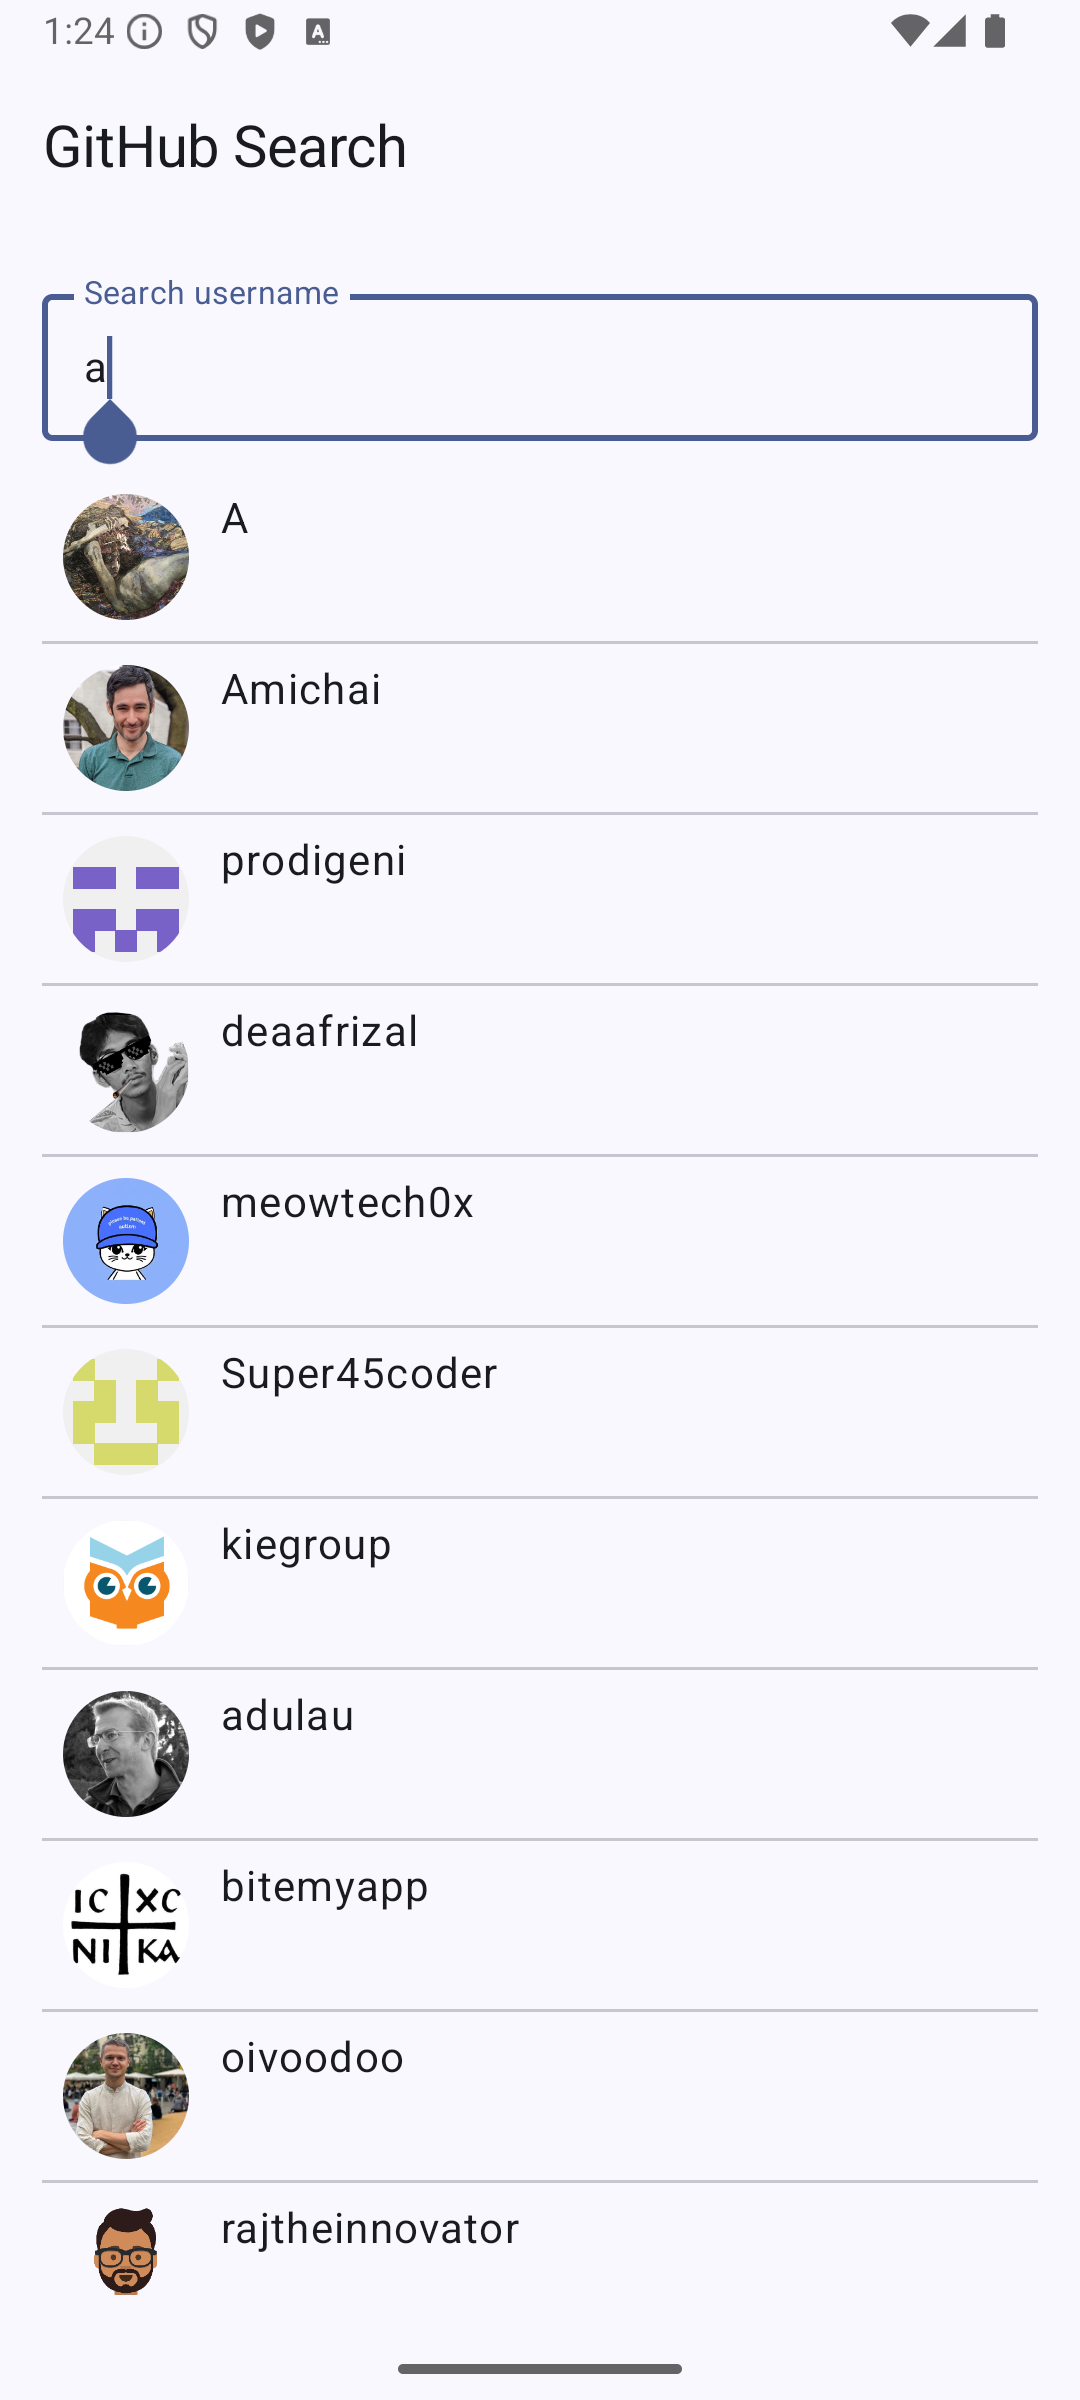 1:24
GitHub Search
Search username
a
A
Amichai
prodigeni
deaafrizal
meowtech0x
Super45coder
kiegroup
adulau
bitemyapp
IC XC
NI KA
oivoodoo
rajtheinnovator